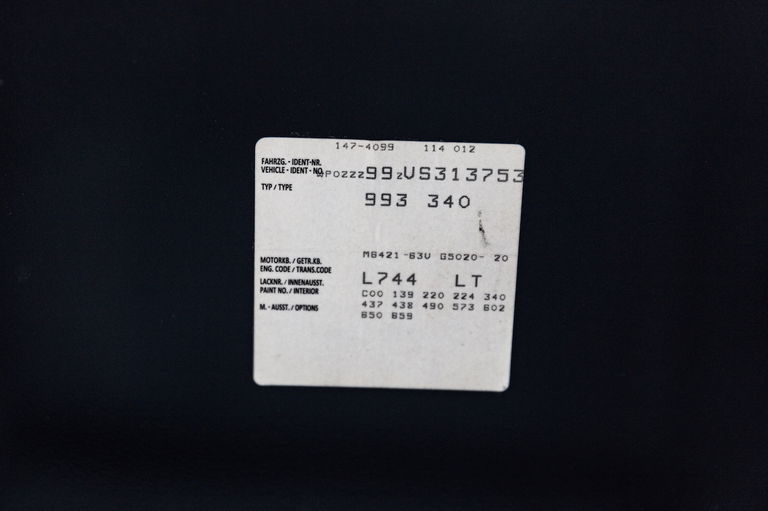 147-4099 114 012
FAHRZG. - IDENT-NR.
VEHICLE - IDENT - NO. WP0ZZZ99ZVS313753
TYP / TYPE 993 340
MOTORKB. / GETR.KB. M6421 -63V G5020- 20
ENG. CODE / TRANS.CODE
LACKNR. / INNENAUSST. L744 LT
PAINT NO. / INTERIOR C00 139 220 224 340
M. - AUSST. / OPTIONS 437 438 490 573 602
650 659